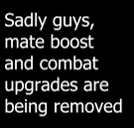 Sadly guys,
mate boost
and combat
upgrades are
being removed